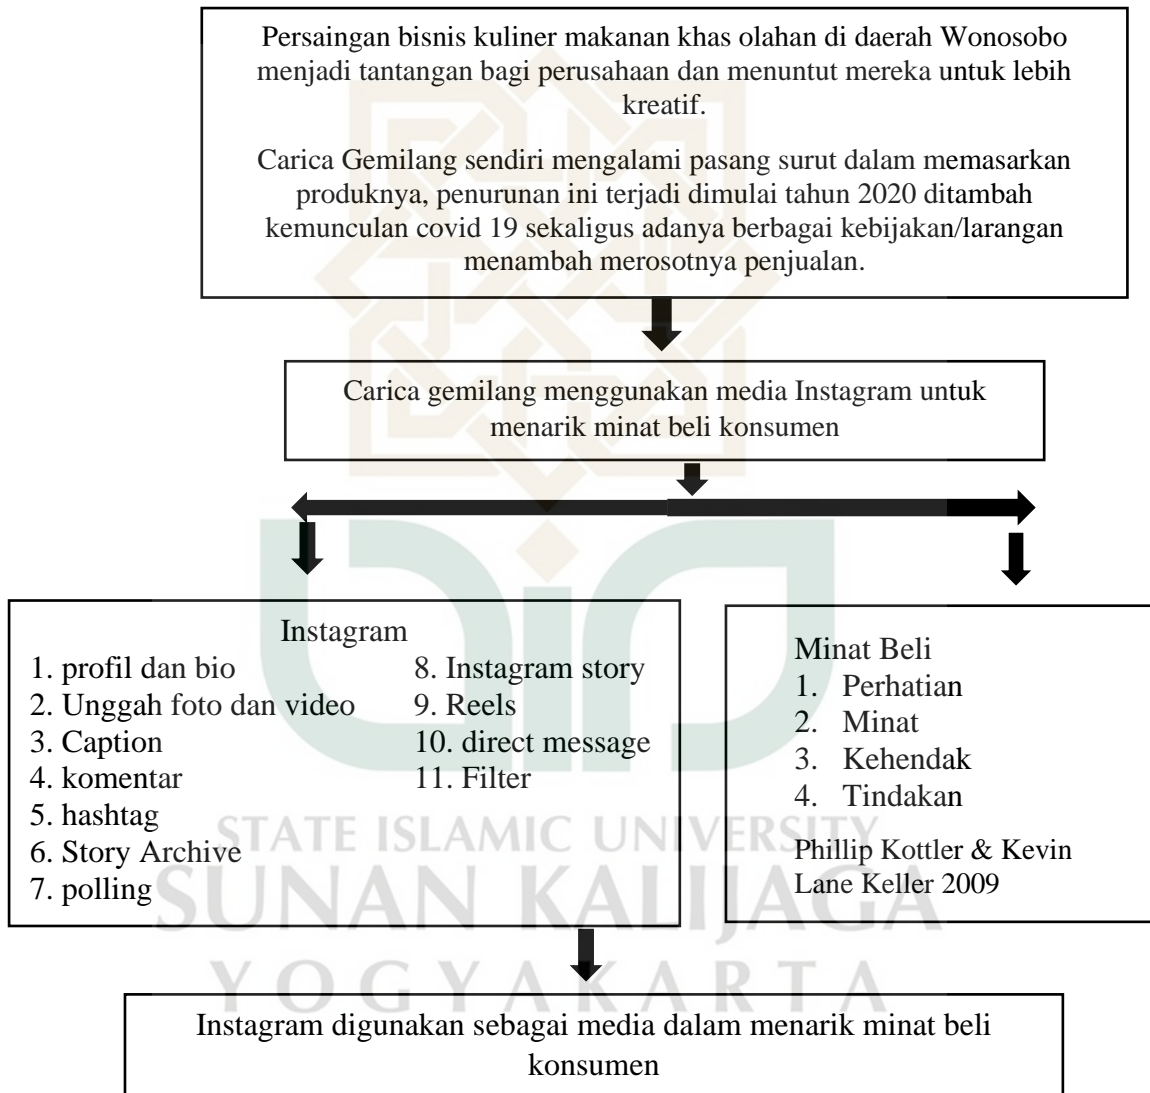 Persaingan bisnis kuliner makanan khas olahan di daerah Wonosobo
menjadi tantangan bagi perusahaan dan menuntut mereka untuk lebih
kreatif.
Carica Gemilang sendiri mengalami pasang surut dalam memasarkan
produknya, penurunan ini terjadi dimulai tahun 2020 ditambah
kemunculan covid 19 sekaligus adanya berbagai kebijakan/larangan
menambah merosotnya penjualan.
Carica gemilang menggunakan media Instagram untuk
menarik minat beli konsumen
Instagram
1. profil dan bio
2. Unggah foto dan video
3. Caption
4. komentar
5. hashtag
6. Story Archive
7. polling
8. Instagram story
9. Reels
10. direct message
11. Filter
Minat Beli
1. Perhatian
2. Minat
3. Kehendak
4. Tindakan
Phillip Kottler & Kevin
Lane Keller 2009
STATE ISLAMIC UNIVERSITY
SUNAN KALIJAGA
YOGYAKARTA
Instagram digunakan sebagai media dalam menarik minat beli
konsumen